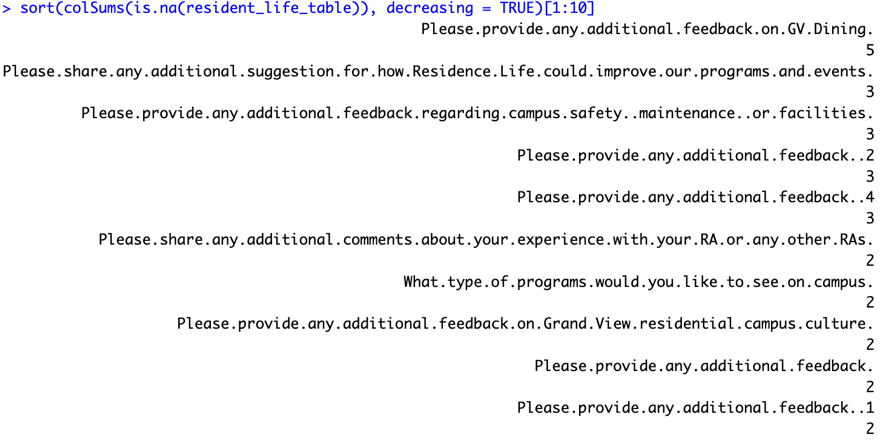 > sort(colSums(is.na(resident_life_table)), decreasing = TRUE)[1:10]
Please.provide.any.additional.feedback.on.GV.Dining.
5
Please.share.any.additional.suggestion.for.how.Residence.Life.could.improve.our.programs.and.events.
3
Please.provide.any.additional.feedback.regarding.campus.safety..maintenance..or.facilities.
3
Please.provide.any.additional.feedback..2
3
Please.provide.any.additional.feedback..4
3
Please.share.any.additional.comments.about.your.experience.with.your.RA.or.any.other.RAs.
2
What.type.of.programs.would.you.like.to.see.on.campus.
2
Please.provide.any.additional.feedback.on.Grand.View.residential.campus.culture.
2
Please.provide.any.additional.feedback.
2
Please.provide.any.additional.feedback..1
2